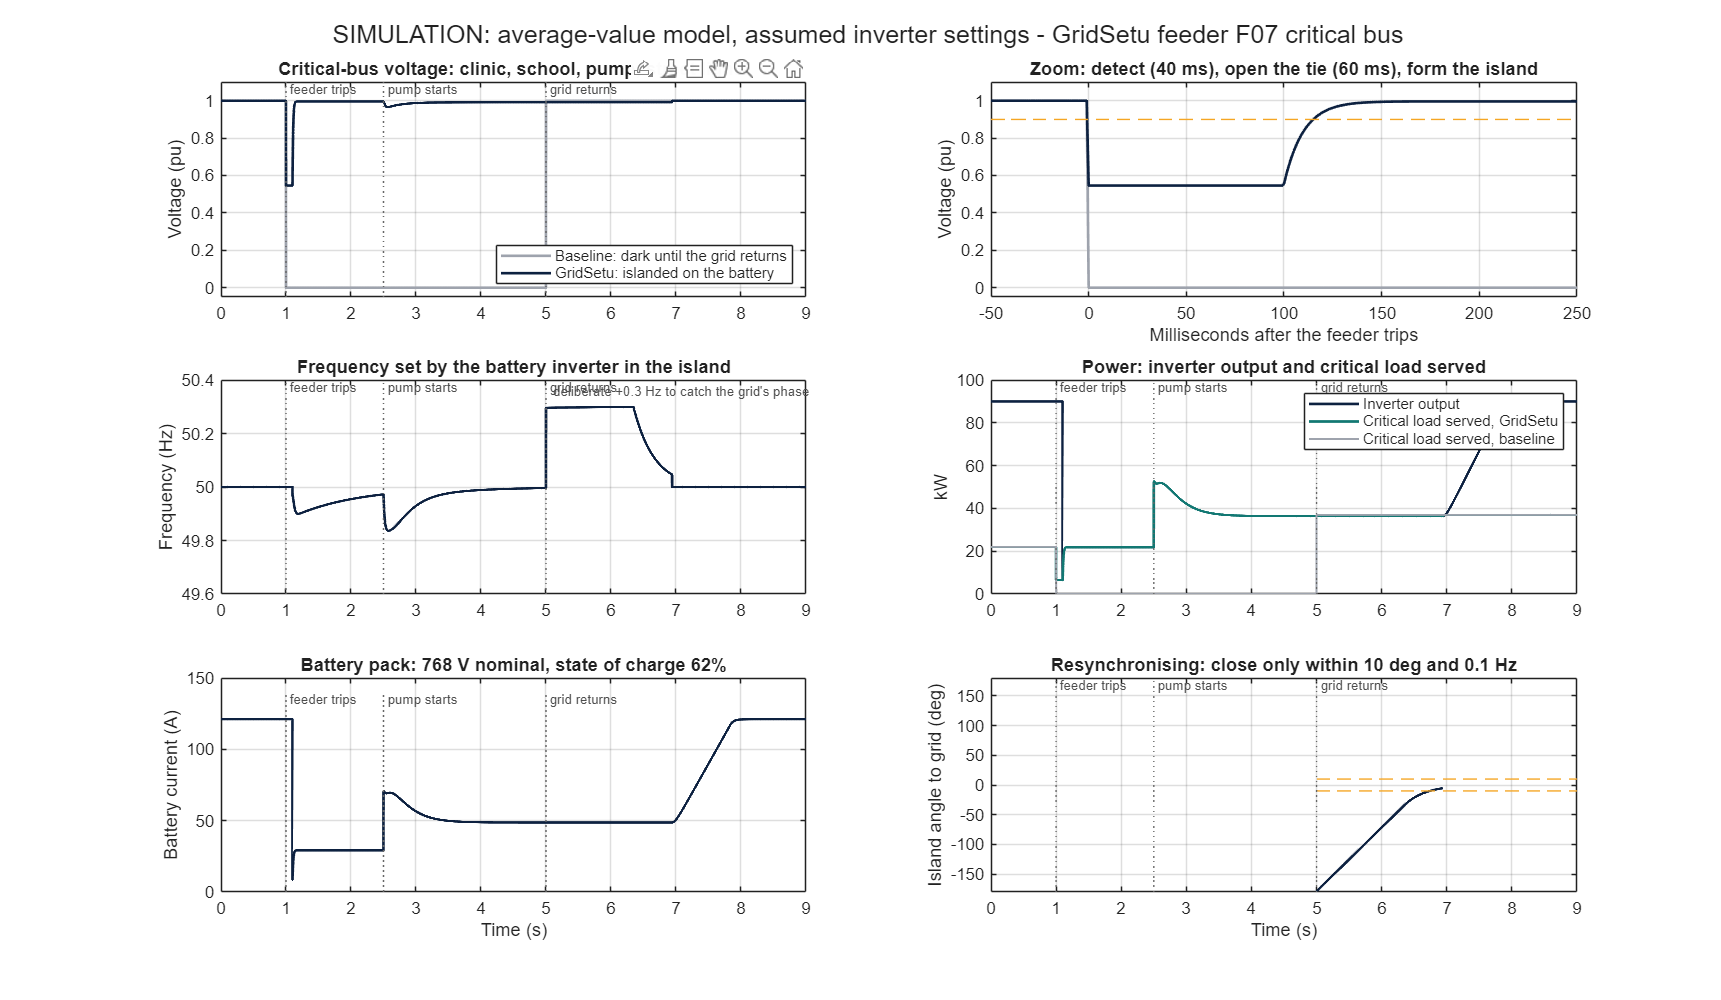 SIMULATION: average-value model, assumed inverter settings - GridSetu feeder F07 critical bus
Critical-bus voltage: clinic, school, pump
feeder trips
pump starts
grid returns
Voltage (pu)
1
0.8
0.6
0.4
0.2
0
Baseline: dark until the grid returns
GridSetu: islanded on the battery
0 1 2 3 4 5 6 7 8 9
Zoom: detect (40 ms), open the tie (60 ms), form the island
Voltage (pu)
1
0.8
0.6
0.4
0.2
0
-50 0 50 100 150 200 250
Milliseconds after the feeder trips
Frequency set by the battery inverter in the island
feeder trips
pump starts
grid returns
deliberate +0.3 Hz to catch the grid's phase
Frequency (Hz)
50.4
50.2
50
49.8
49.6
0 1 2 3 4 5 6 7 8 9
Power: inverter output and critical load served
feeder trips
pump starts
grid returns
Inverter output
Critical load served, GridSetu
Critical load served, baseline
kW
100
80
60
40
20
0
0 1 2 3 4 5 6 7 8 9
Battery pack: 768 V nominal, state of charge 62%
feeder trips
pump starts
grid returns
Battery current (A)
150
100
50
0
0 1 2 3 4 5 6 7 8 9
Time (s)
Resynchronising: close only within 10 deg and 0.1 Hz
feeder trips
pump starts
grid returns
Island angle to grid (deg)
150
100
50
0
-50
-100
-150
0 1 2 3 4 5 6 7 8 9
Time (s)